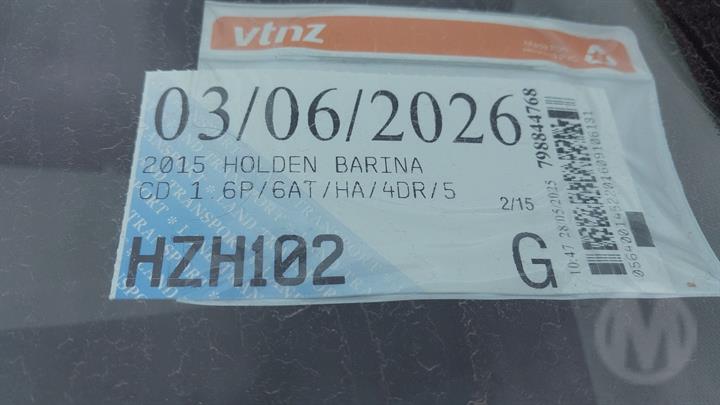 vtnz
03/06/2026
2015 HOLDEN BARINA
CD 1 6P/6AT/HA/4DR/5
2/15
HZH102
G
10:47 28/05/2025
798844768
M